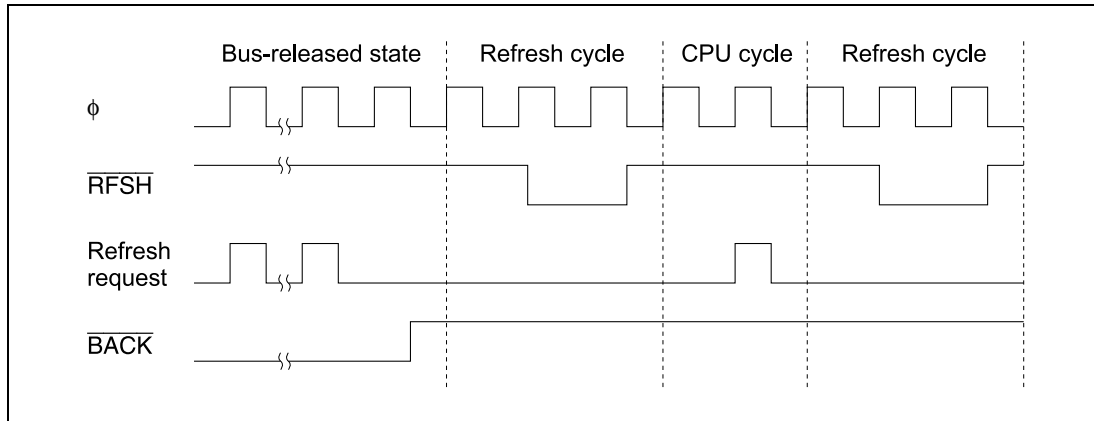 Bus-released state Refresh cycle CPU cycle Refresh cycle
ϕ
RFSH
Refresh
request
BACK